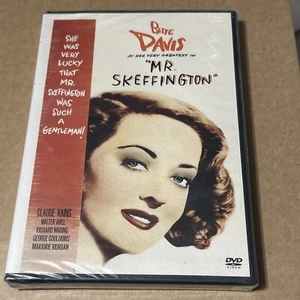 Bette
DAVIS
AT HER VERY GREATEST IN
"MR.
SKEFFINGTON"
SHE
WAS
VERY
LUCKY
THAT
MR.
SKEFFINGTON
WAS
SUCH
A
GENTLEMAN!
CLAUDE RAINS
WALTER ABEL
RICHARD WARING
GEORGE COULOURIS
MARJORIE RIORDAN
DVD
VIDEO